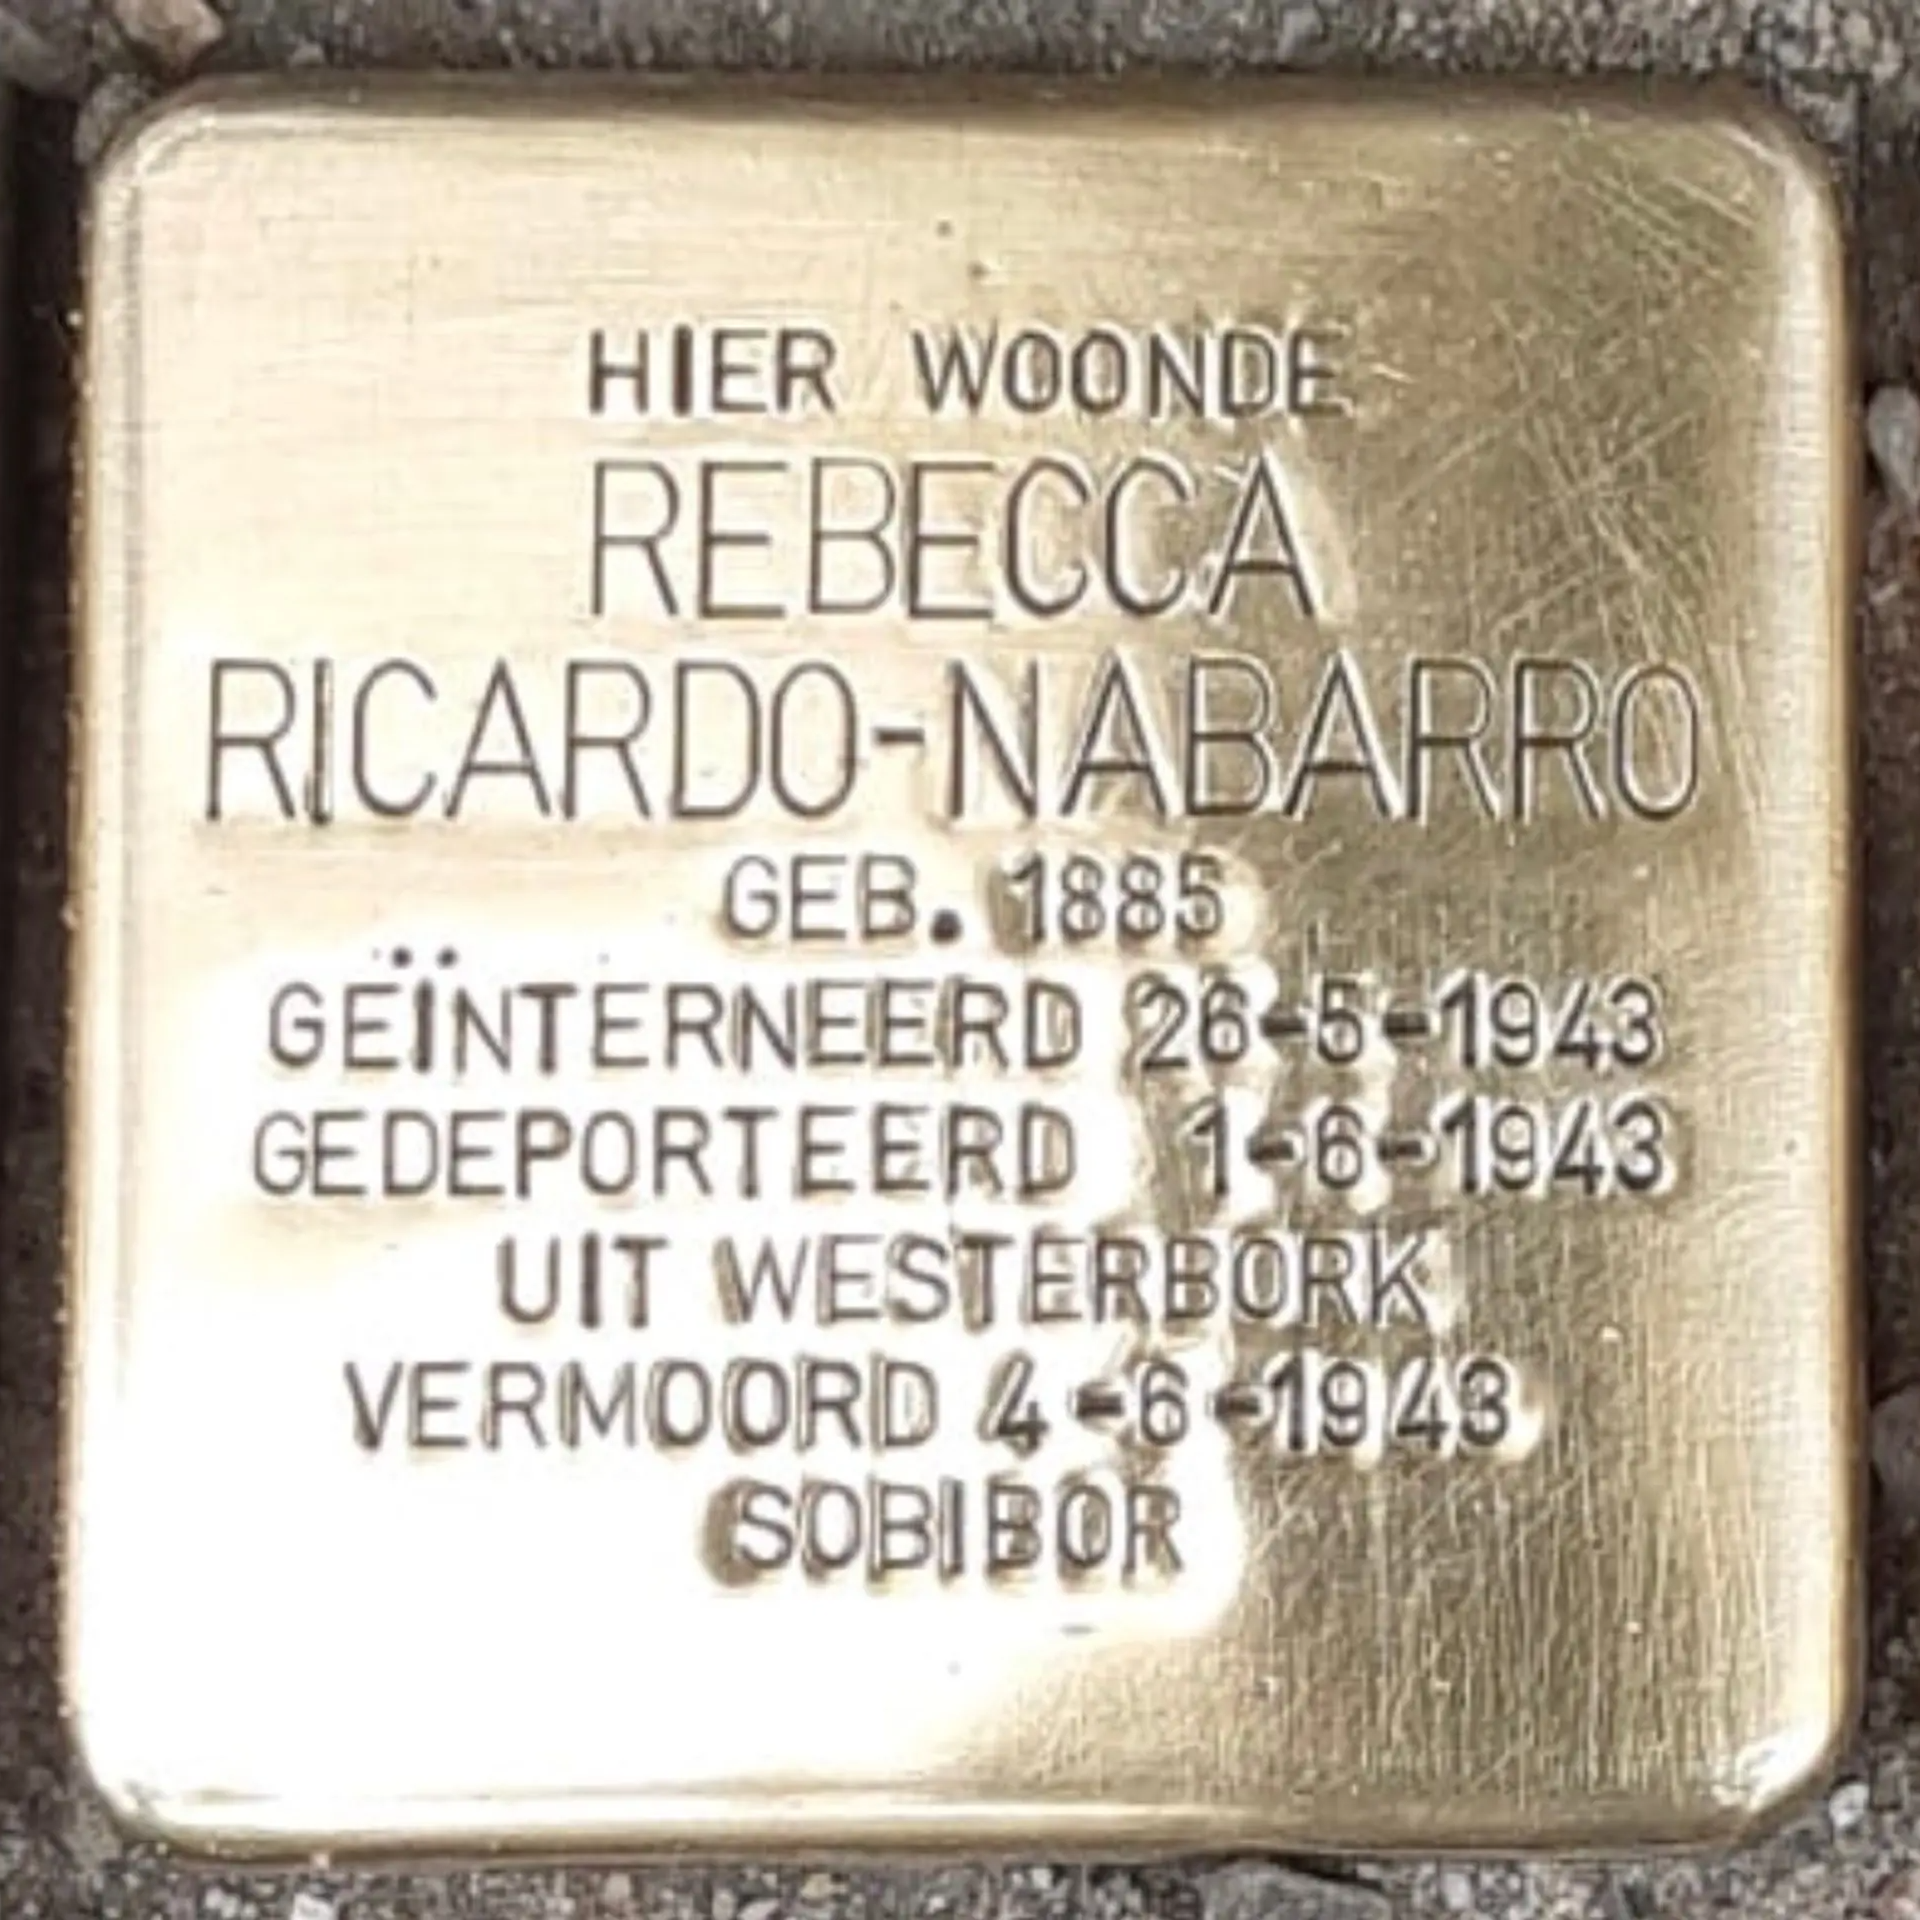 HIER WOONDE
REBECCA
RICARDO-NABARRO
GEB. 1885
GEÏNTERNEERD 26-5-1943
GEDEPORTEERD 1-6-1943
UIT WESTERBORK
VERMOORD 4-6-1943
SOBIBOR